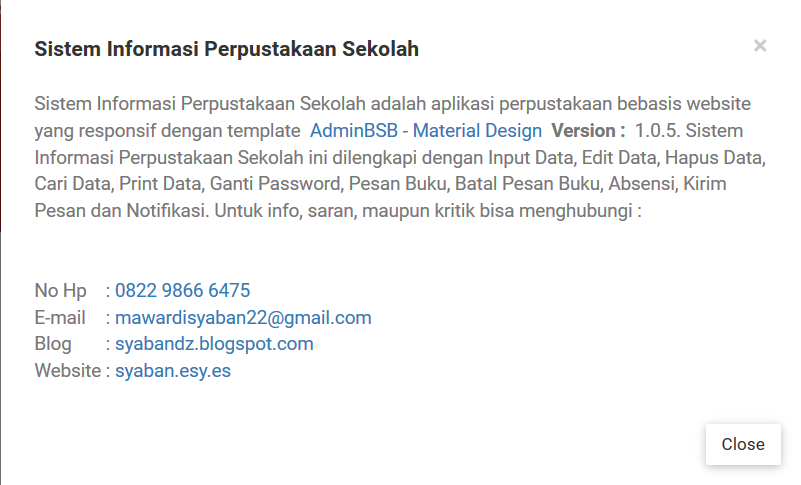 Sistem Informasi Perpustakaan Sekolah ×
Sistem Informasi Perpustakaan Sekolah adalah aplikasi perpustakaan bebasis website
yang responsif dengan template AdminBSB - Material Design Version : 1.0.5. Sistem
Informasi Perpustakaan Sekolah ini dilengkapi dengan Input Data, Edit Data, Hapus Data,
Cari Data, Print Data, Ganti Password, Pesan Buku, Batal Pesan Buku, Absensi, Kirim
Pesan dan Notifikasi. Untuk info, saran, maupun kritik bisa menghubungi :
No Hp : 0822 9866 6475
E-mail : mawardisyaban22@gmail.com
Blog : syabandz.blogspot.com
Website : syaban.esy.es
Close